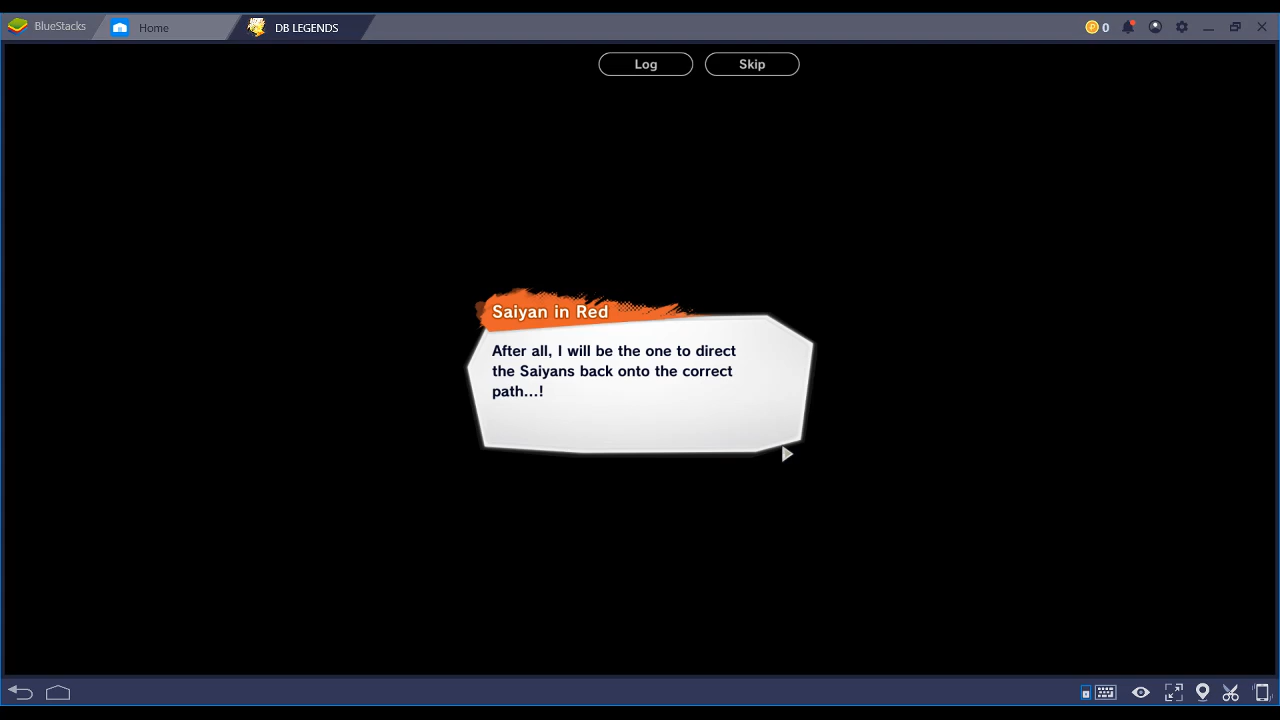 BlueStacks
Home
DB LEGENDS
0
Log
Skip
Saiyan in Red
After all, I will be the one to direct
the Saiyans back onto the correct
path...!